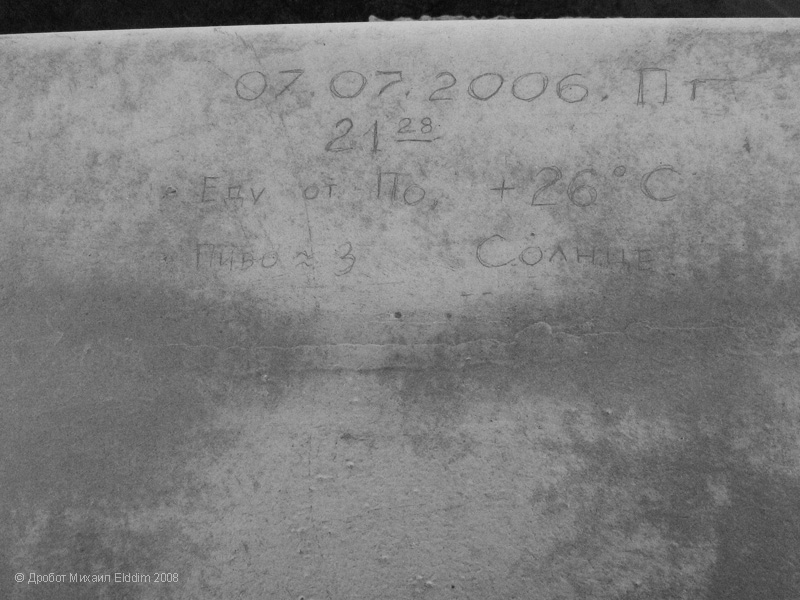 07.07.2006. Пт
21 28
Еду от По, +26°C
Пиво ≈ 3 Солнце
© Дробот Михаил Elddim 2008